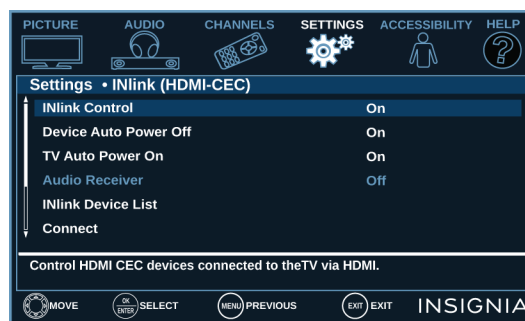 PICTURE AUDIO CHANNELS SETTINGS ACCESSIBILITY HELP
?
Settings • INlink (HDMI-CEC)
INlink Control On
Device Auto Power Off On
TV Auto Power On On
Audio Receiver Off
INlink Device List
Connect
Control HDMI CEC devices connected to theTV via HDMI.
MOVE OK ENTER SELECT MENU PREVIOUS EXIT EXIT INSIGNIA